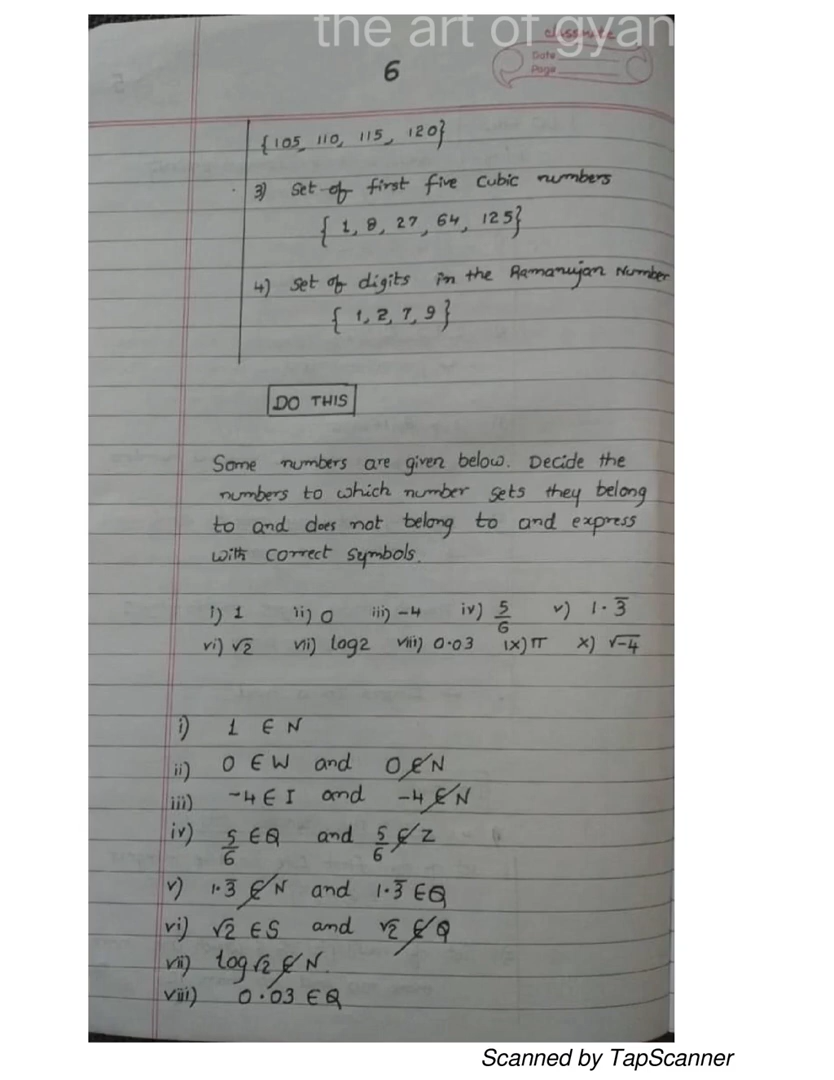 the art of gyan
classmate
Date
Page
6
{105, 110, 115, 120}
3) Set of first five Cubic numbers
{ 1, 8, 27, 64, 125}
4) Set of digits in the Ramanujan Number
{ 1, 2, 7, 9 }
DO THIS
Some numbers are given below. Decide the
numbers to which number sets they belong
to and does not belong to and express
with correct symbols.
i) 1 ii) 0 iii) -4 iv) 5/6 v) 1.3̅
vi) √2 vii) log2 viii) 0.03 ix) π x) √-4
i) 1 ∈ N
ii) 0 ∈ W and 0 ∉ N
iii) -4 ∈ I and -4 ∉ N
iv) 5/6 ∈ Q and 5/6 ∉ Z
v) 1.3̅ ∉ N and 1.3̅ ∈ Q
vi) √2 ∈ S and √2 ∉ Q
vii) log√2 ∉ N.
viii) 0.03 ∈ Q
Scanned by TapScanner